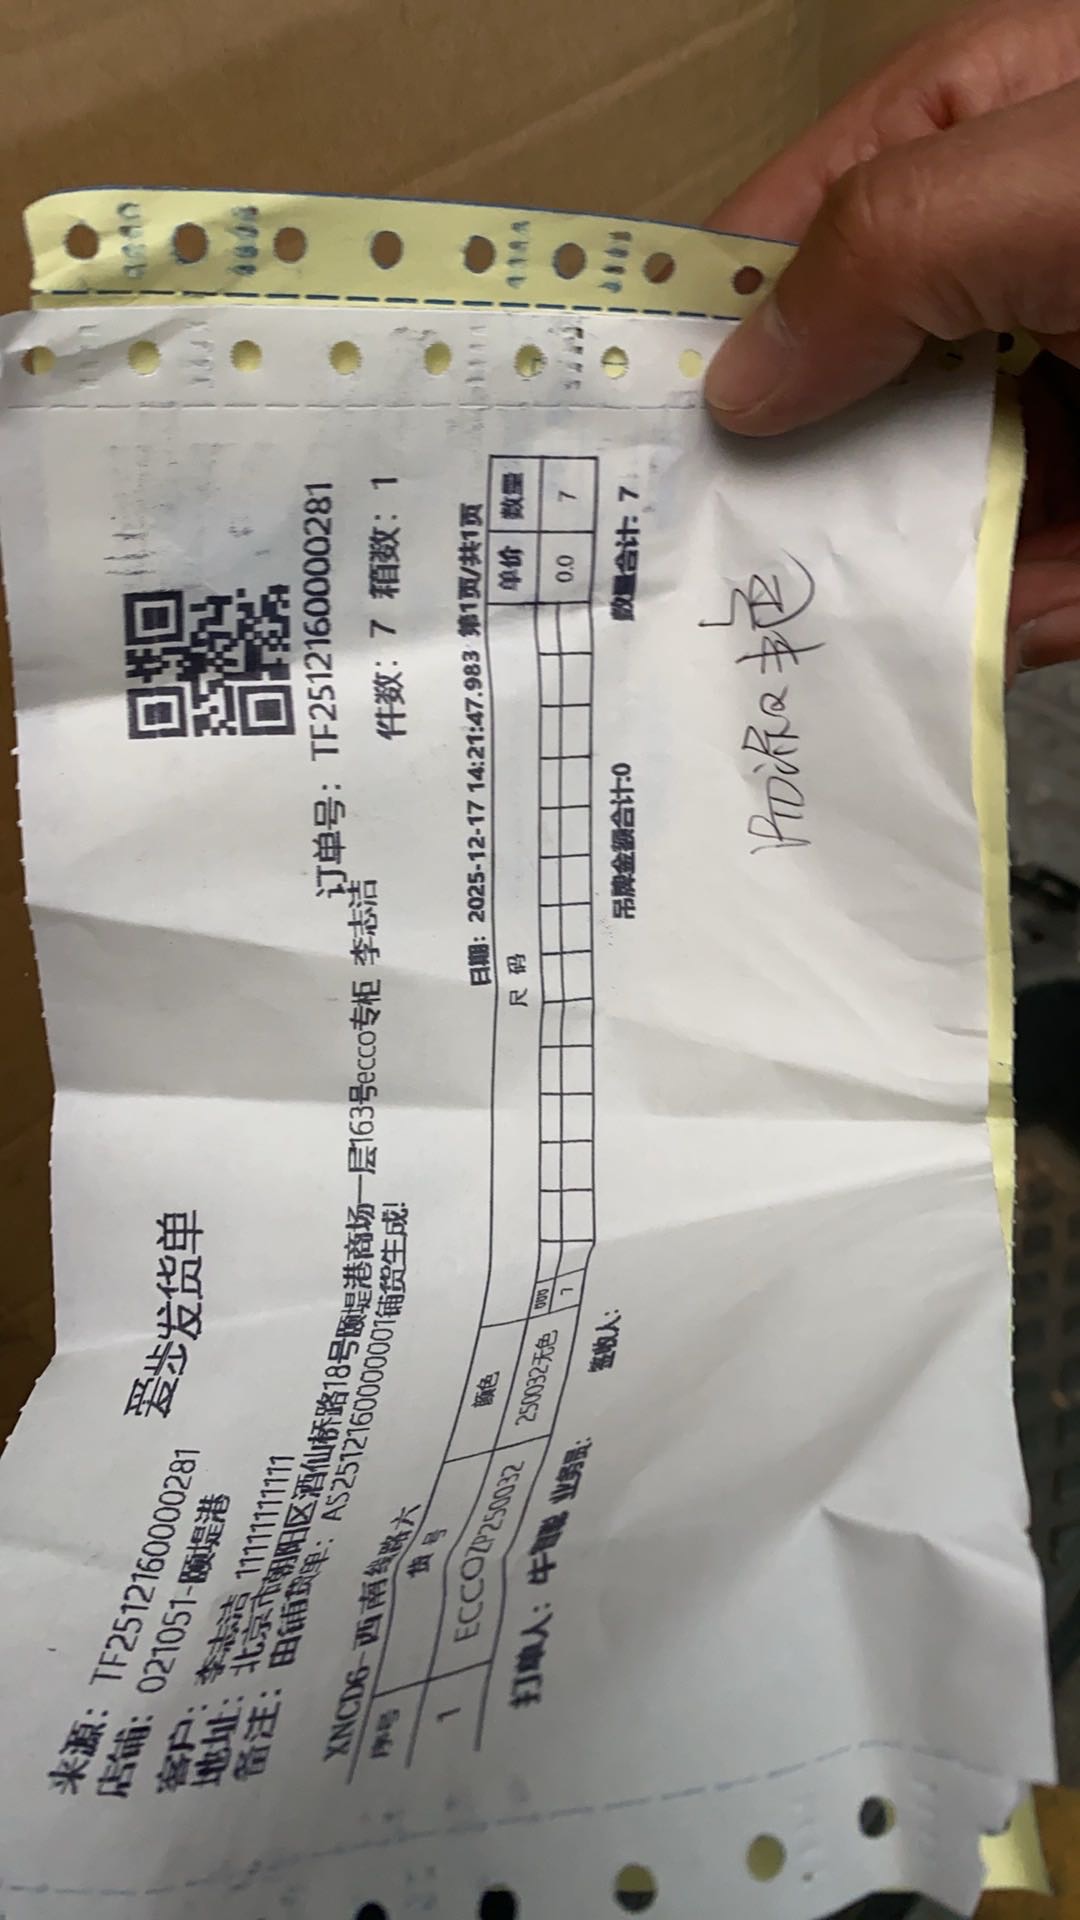 爱步发货单
来源：TF2512160000281
店铺：021051-颐堤港
订单号：TF2512160000281
客户：李志洁 11111111111
件数：7 箱数：1
地址：北京市朝阳区酒仙桥路18号颐堤港商场一层163号ecco专柜 李志洁
备注：由铺货单：AS2512160000001铺货生成!
XNCD6-西南线路六
日期：2025-12-17 14:21:47.983 第1页/共1页
序号 货号 颜色 尺码 单价 数量
000
1 ECCOZP250032 250032无色 7 0.0 7
打单人：牛 业务员： 签收人： 吊牌金额合计:0 数量合计：7